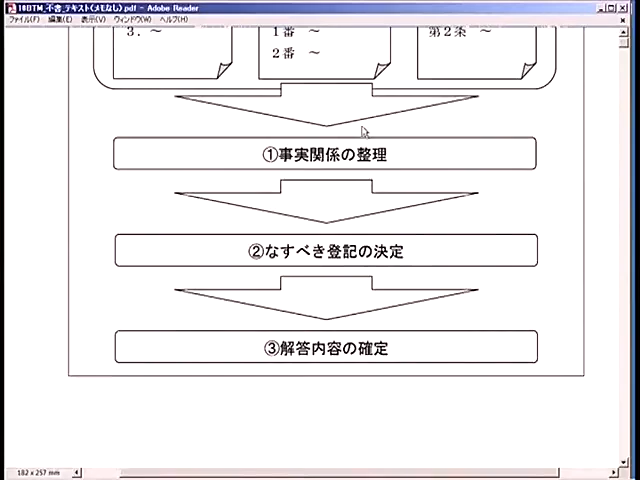 18BTM_不書_テキスト(メモなし).pdf - Adobe Reader
ファイル(F) 編集(E) 表示(V) ウィンドウ(W) ヘルプ(H)
3. ～
1番 ～
2番 ～
第2条 ～
①事実関係の整理
②なすべき登記の決定
③解答内容の確定
182 x 257 mm